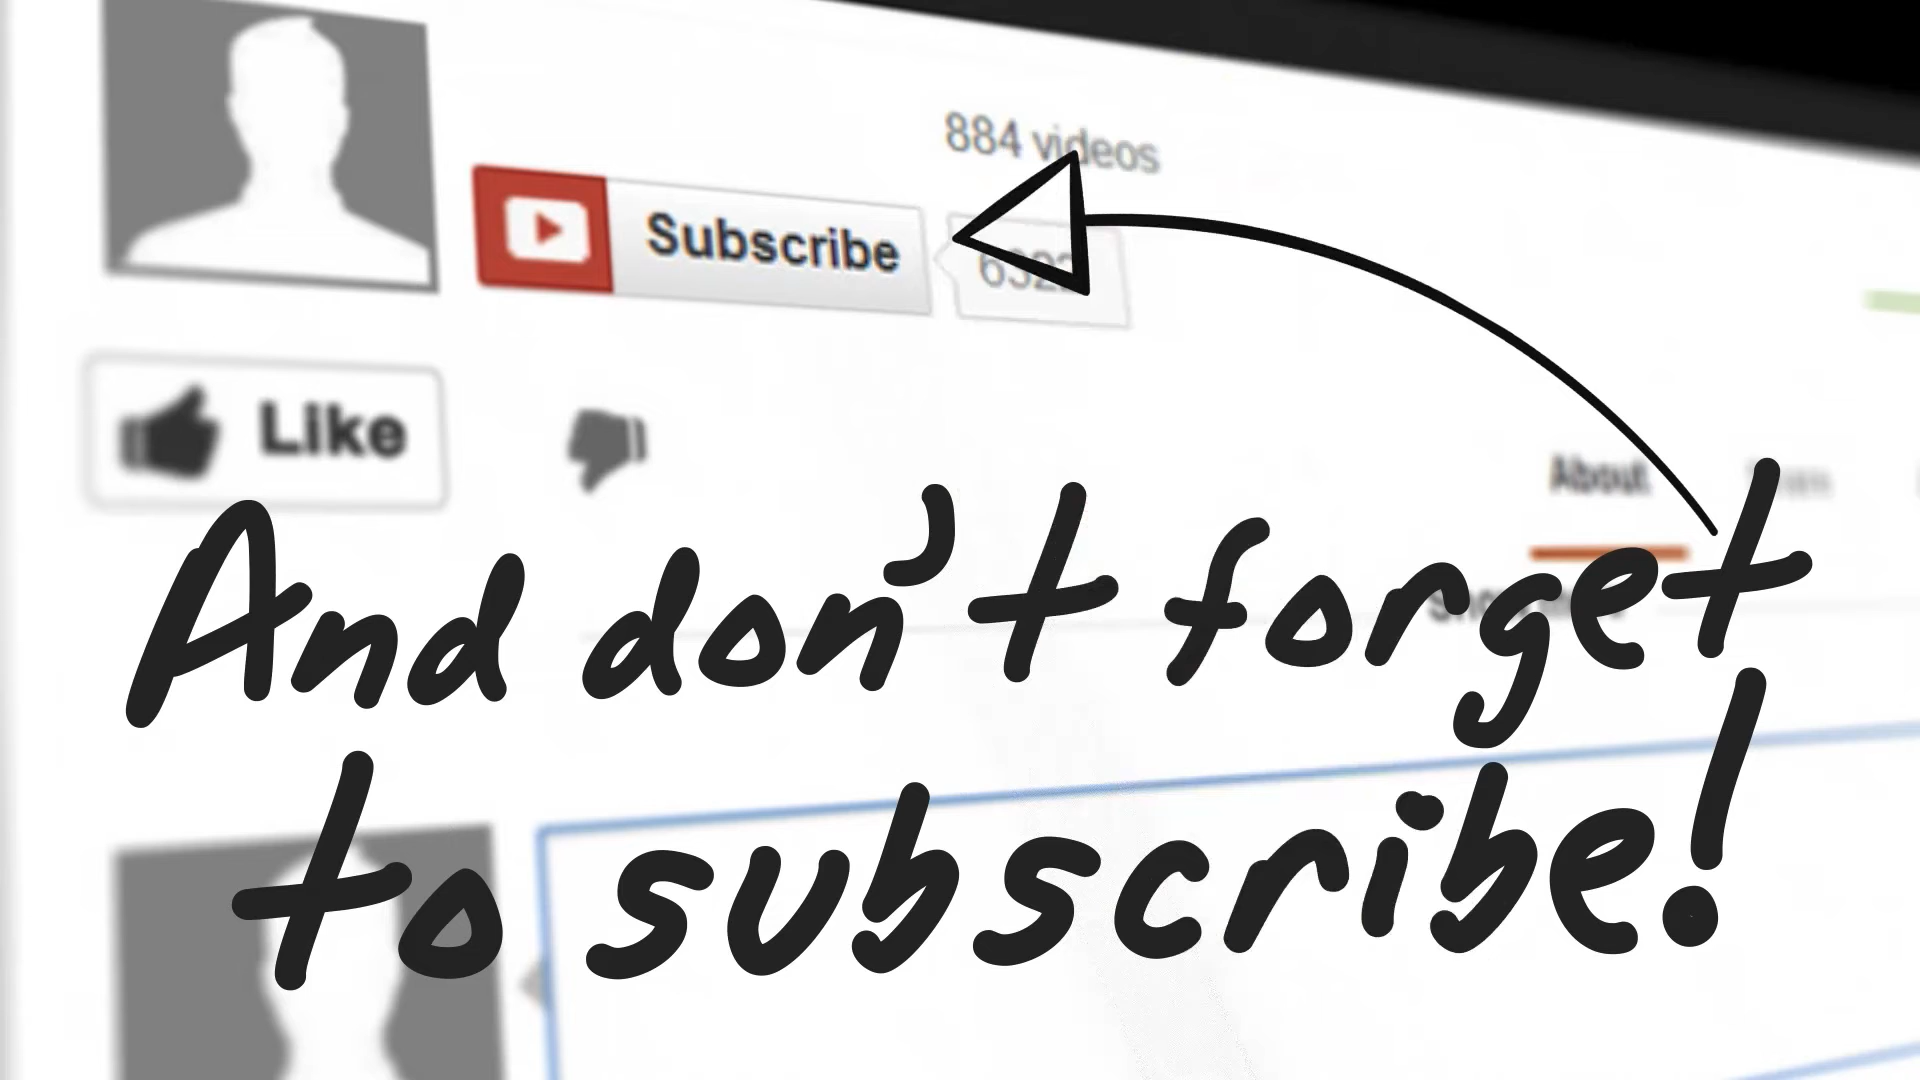 884 videos
Subscribe
Like
About
And don't forget
to subscribe!